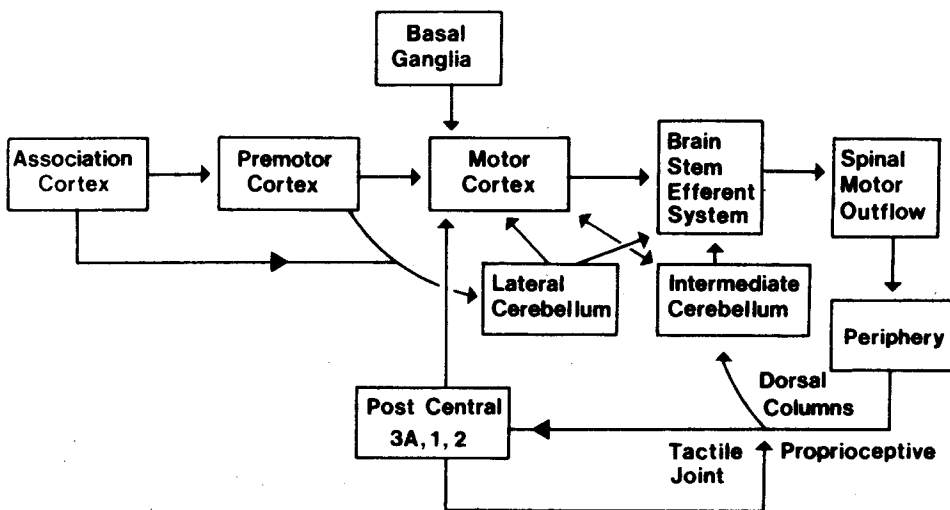 Basal
Ganglia
Association
Cortex
Premotor
Cortex
Motor
Cortex
Brain
Stem
Efferent
System
Spinal
Motor
Outflow
Lateral
Cerebellum
Intermediate
Cerebellum
Periphery
Post Central
3A, 1, 2
Dorsal
Columns
Tactile
Joint
Proprioceptive